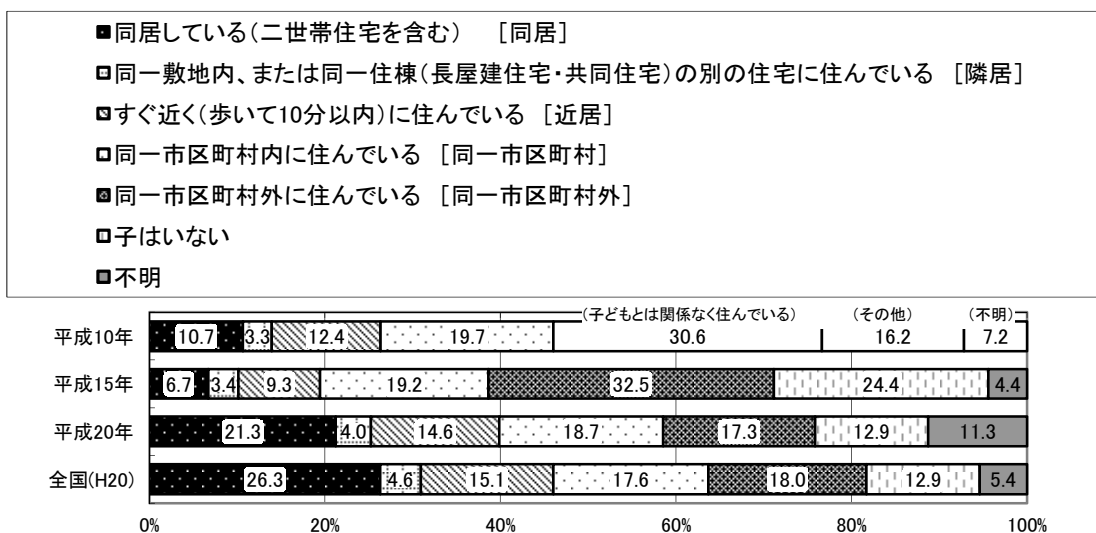 同居している(二世帯住宅を含む) [同居]
同一敷地内、または同一住棟(長屋建住宅・共同住宅)の別の住宅に住んでいる [隣居]
すぐ近く(歩いて10分以内)に住んでいる [近居]
同一市区町村内に住んでいる [同一市区町村]
同一市区町村外に住んでいる [同一市区町村外]
子はいない
不明
(子どもとは関係なく住んでいる) (その他) (不明)
平成10年 10.7 3.3 12.4 19.7 30.6 16.2 7.2
平成15年 6.7 3.4 9.3 19.2 32.5 24.4 4.4
平成20年 21.3 4.0 14.6 18.7 17.3 12.9 11.3
全国(H20) 26.3 4.6 15.1 17.6 18.0 12.9 5.4
0% 20% 40% 60% 80% 100%